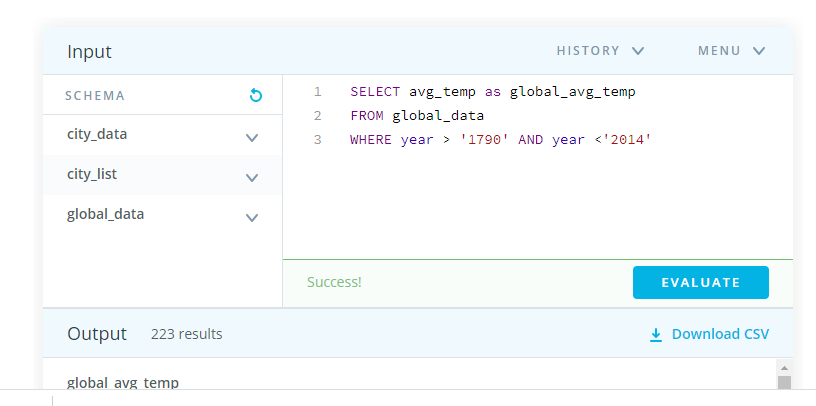 Input HISTORY MENU
SCHEMA
city_data
city_list
global_data
1 SELECT avg_temp as global_avg_temp
2 FROM global_data
3 WHERE year > '1790' AND year <'2014'
Success! EVALUATE
Output 223 results Download CSV
global_avg_temp